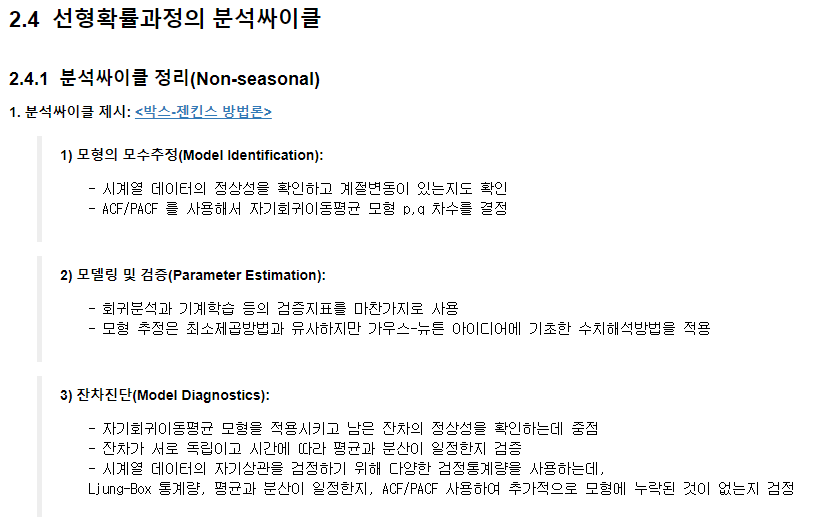 2.4 선형확률과정의 분석싸이클
2.4.1 분석싸이클 정리(Non-seasonal)
1. 분석싸이클 제시: <박스-젠킨스 방법론>
1) 모형의 모수추정(Model Identification):
- 시계열 데이터의 정상성을 확인하고 계절변동이 있는지도 확인
- ACF/PACF 를 사용해서 자기회귀이동평균 모형 p,q 차수를 결정
2) 모델링 및 검증(Parameter Estimation):
- 회귀분석과 기계학습 등의 검증지표를 마찬가지로 사용
- 모형 추정은 최소제곱방법과 유사하지만 가우스-뉴튼 아이디어에 기초한 수치해석방법을 적용
3) 잔차진단(Model Diagnostics):
- 자기회귀이동평균 모형을 적용시키고 남은 잔차의 정상성을 확인하는데 중점
- 잔차가 서로 독립이고 시간에 따라 평균과 분산이 일정한지 검증
- 시계열 데이터의 자기상관을 검정하기 위해 다양한 검정통계량을 사용하는데,
Ljung-Box 통계량, 평균과 분산이 일정한지, ACF/PACF 사용하여 추가적으로 모형에 누락된 것이 없는지 검정